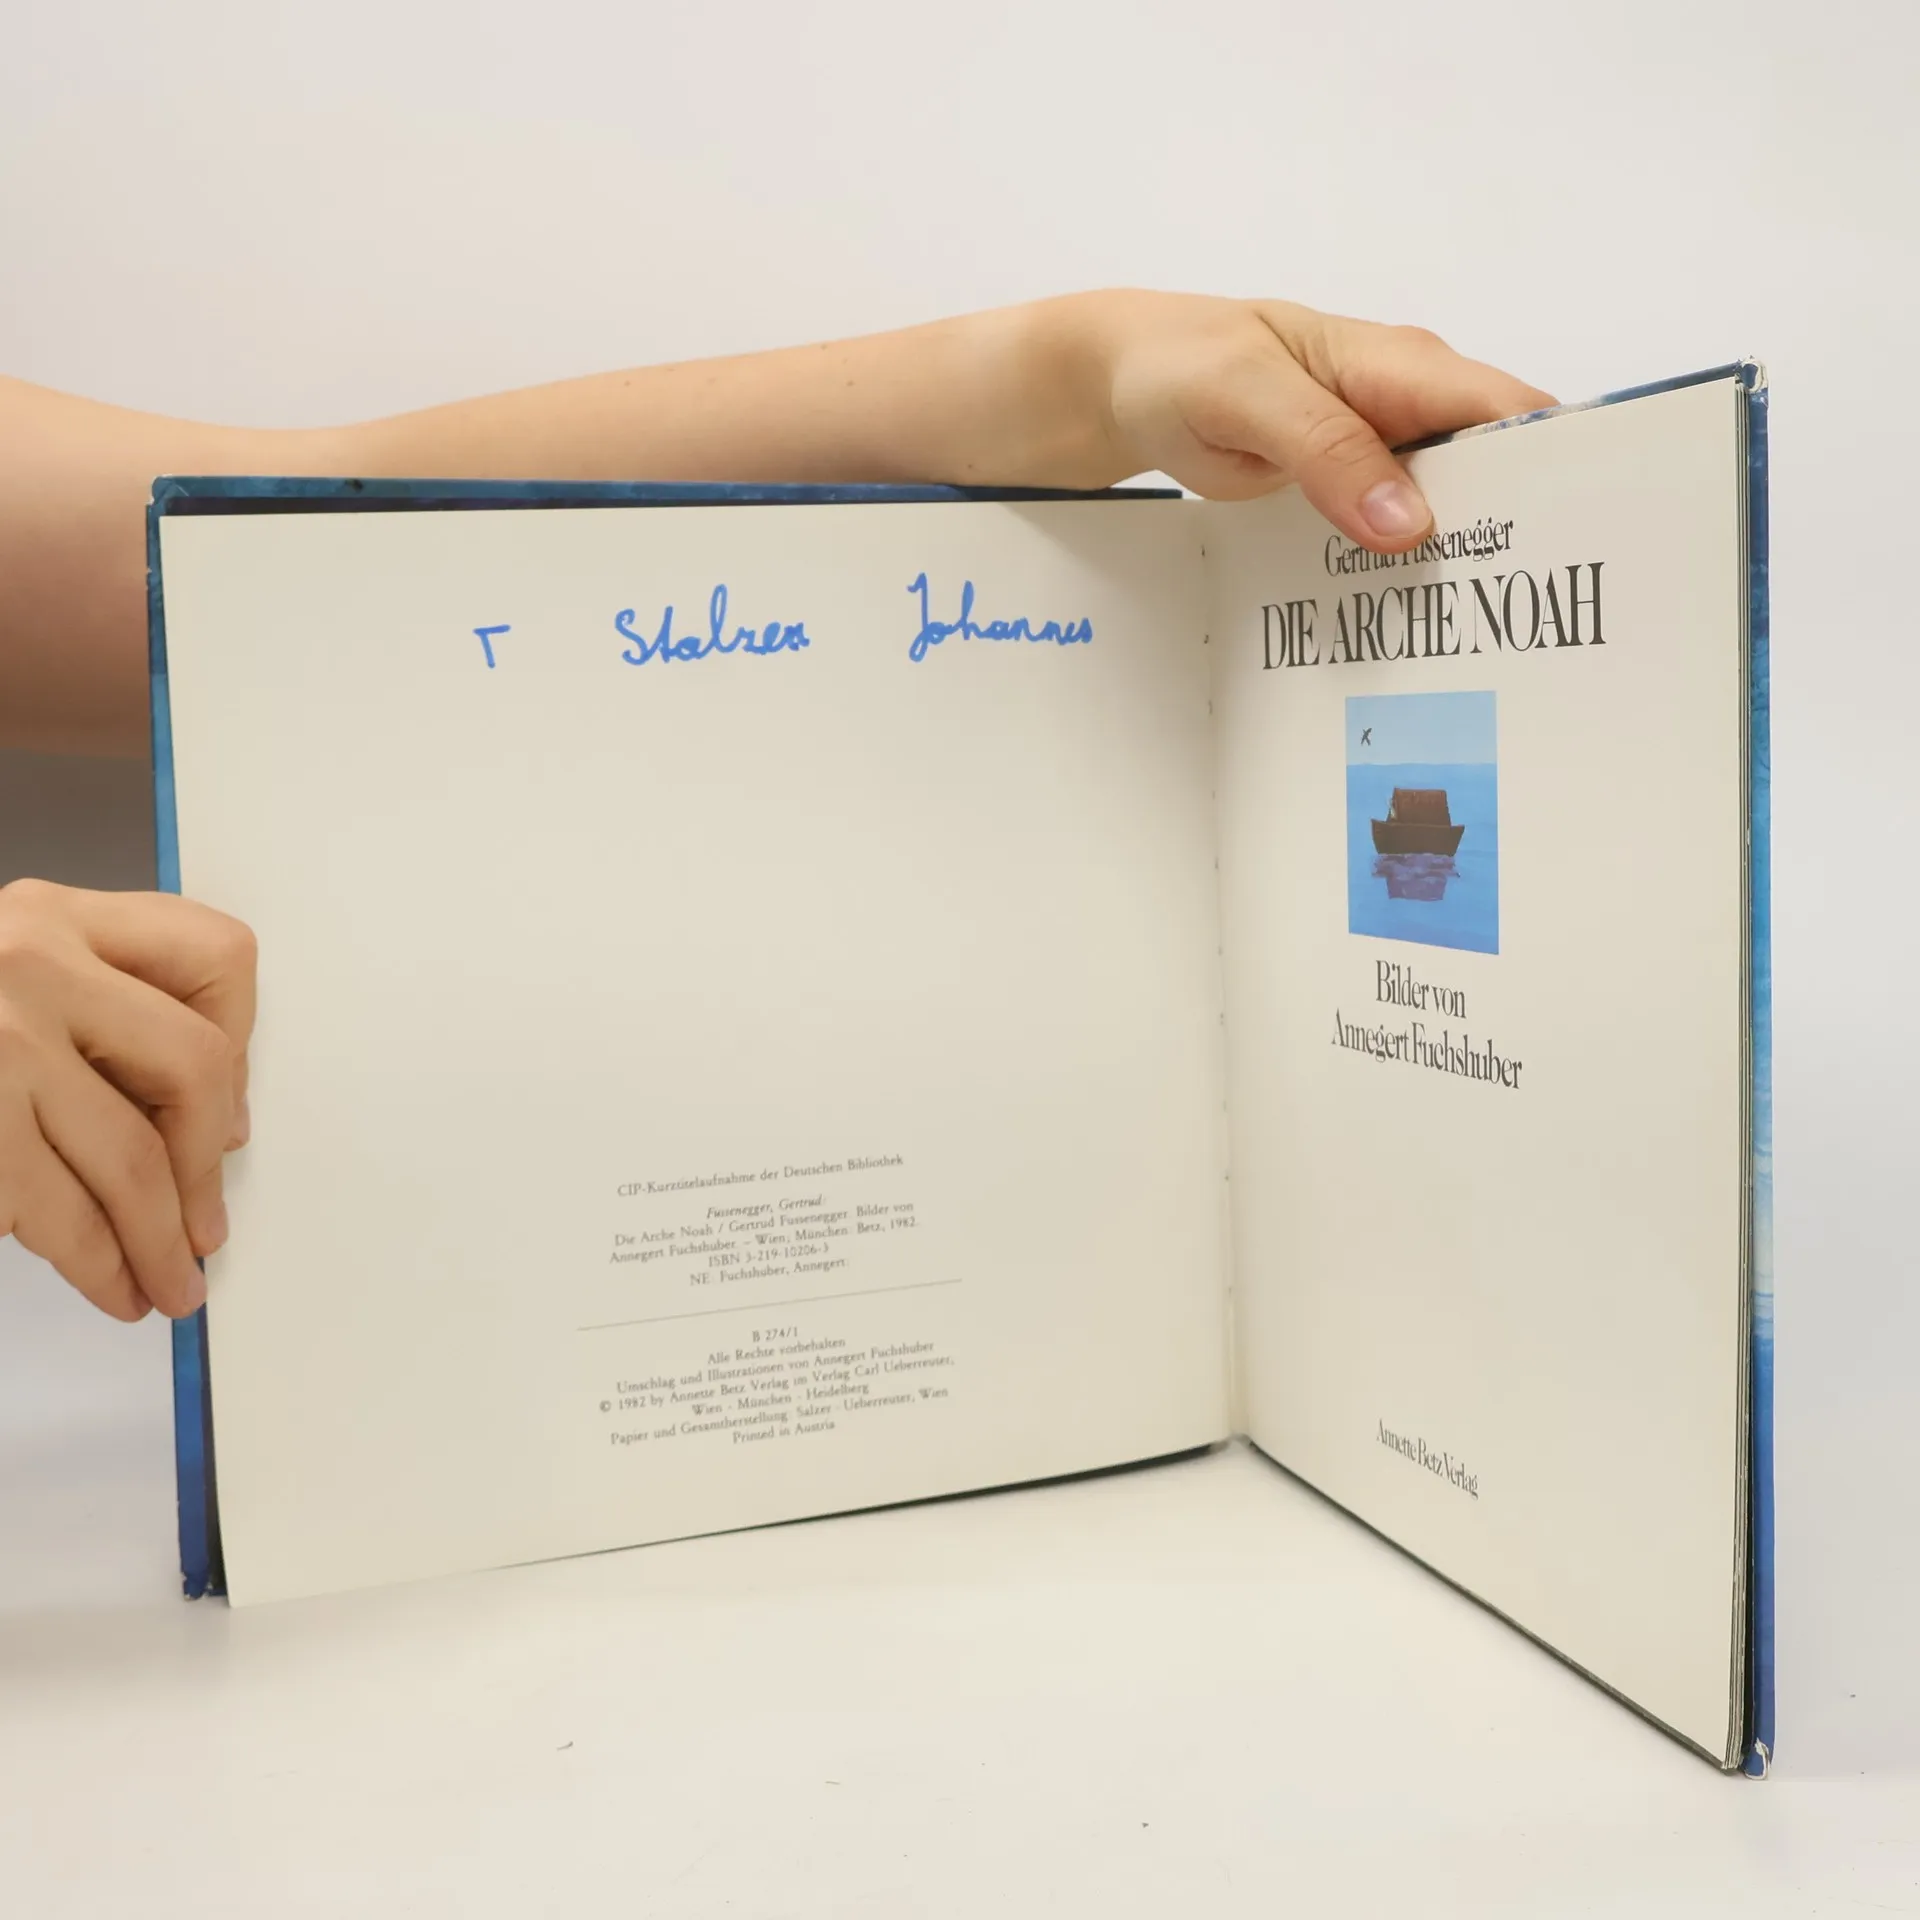 T Stalzer Johannes
CIP-Kurztitelaufnahme der Deutschen Bibliothek
Fussenegger, Gertrud:
Die Arche Noah / Gertrud Fussenegger. Bilder von
Annegert Fuchshuber. – Wien; München: Betz, 1982.
ISBN 3-219-10206-3
NE: Fuchshuber, Annegert:
B 274/1
Alle Rechte vorbehalten
Umschlag und Illustrationen von Annegert Fuchshuber
© 1982 by Annette Betz Verlag im Verlag Carl Ueberreuter,
Wien · München · Heidelberg
Papier und Gesamtherstellung: Salzer - Ueberreuter, Wien
Printed in Austria
Gertrud Fussenegger
DIE ARCHE NOAH
Bilder von
Annegert Fuchshuber
Annette Betz Verlag